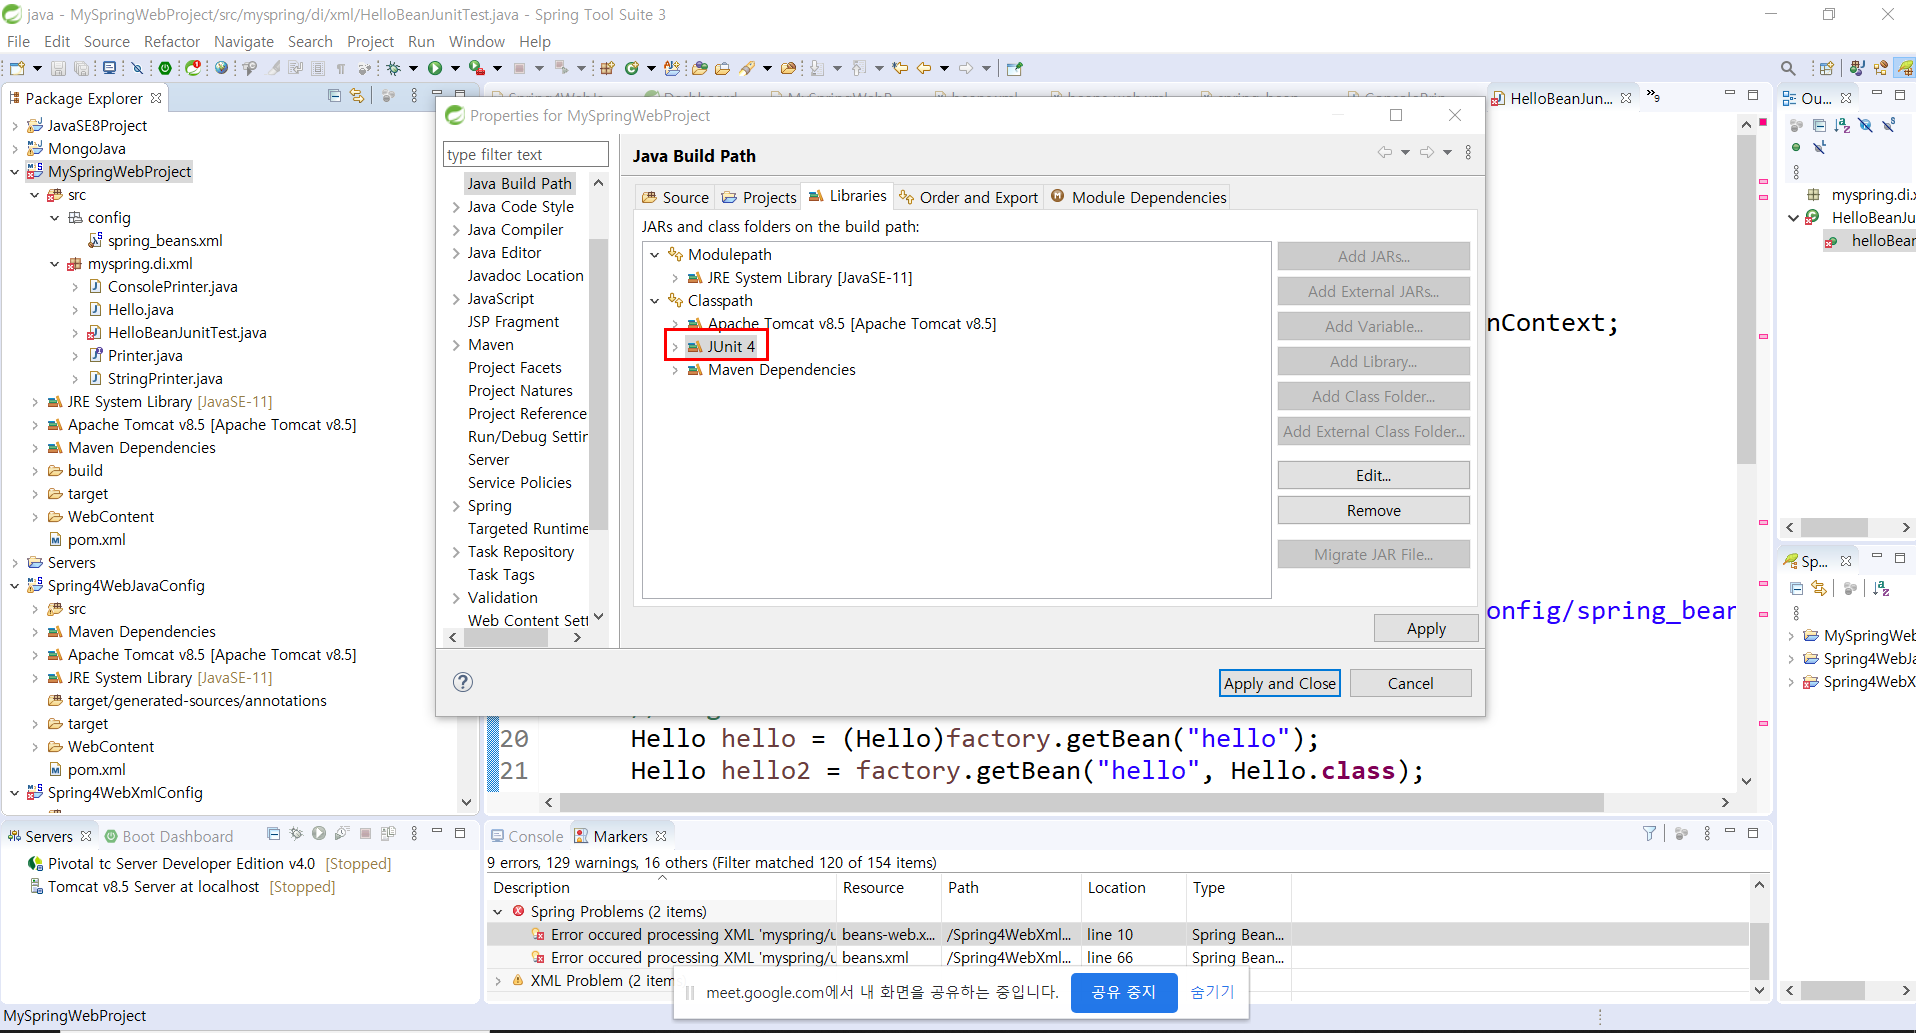 java - MySpringWebProject/src/myspring/di/xml/HelloBeanJunitTest.java - Spring Tool Suite 3
File Edit Source Refactor Navigate Search Project Run Window Help
Package Explorer
JavaSE8Project
MongoJava
MySpringWebProject
src
config
spring_beans.xml
myspring.di.xml
ConsolePrinter.java
Hello.java
HelloBeanJunitTest.java
Printer.java
StringPrinter.java
JRE System Library [JavaSE-11]
Apache Tomcat v8.5 [Apache Tomcat v8.5]
Maven Dependencies
build
target
WebContent
pom.xml
Servers
Spring4WebJavaConfig
src
Maven Dependencies
Apache Tomcat v8.5 [Apache Tomcat v8.5]
JRE System Library [JavaSE-11]
target/generated-sources/annotations
target
WebContent
pom.xml
Spring4WebXmlConfig
Properties for MySpringWebProject
type filter text
Java Build Path
Java Code Style
Java Compiler
Java Editor
Javadoc Location
JavaScript
JSP Fragment
Maven
Project Facets
Project Natures
Project Reference
Run/Debug Settin
Server
Service Policies
Spring
Targeted Runtime
Task Repository
Task Tags
Validation
Web Content Sett
Java Build Path
Source Projects Libraries Order and Export Module Dependencies
JARs and class folders on the build path:
Modulepath
JRE System Library [JavaSE-11]
Classpath
Apache Tomcat v8.5 [Apache Tomcat v8.5]
JUnit 4
Maven Dependencies
Add JARs...
Add External JARs...
Add Variable...
Add Library...
Add Class Folder...
Add External Class Folder...
Edit...
Remove
Migrate JAR File...
Apply
Apply and Close Cancel
HelloBeanJun... 9
nContext;
onfig/spring_bean
20 Hello hello = (Hello)factory.getBean("hello");
21 Hello hello2 = factory.getBean("hello", Hello.class);
Ou...
myspring.di.x
HelloBeanJu
helloBear
Sp...
MySpringWeb
Spring4WebJa
Spring4WebX
Servers Boot Dashboard
Pivotal tc Server Developer Edition v4.0 [Stopped]
Tomcat v8.5 Server at localhost [Stopped]
Console Markers
9 errors, 129 warnings, 16 others (Filter matched 120 of 154 items)
Description Resource Path Location Type
Spring Problems (2 items)
Error occured processing XML 'myspring/u beans-web.x... /Spring4WebXml... line 10 Spring Bean...
Error occured processing XML 'myspring/u beans.xml /Spring4WebXml... line 66 Spring Bean...
XML Problem (2 item
meet.google.com에서 내 화면을 공유하는 중입니다. 공유 중지 숨기기
MySpringWebProject